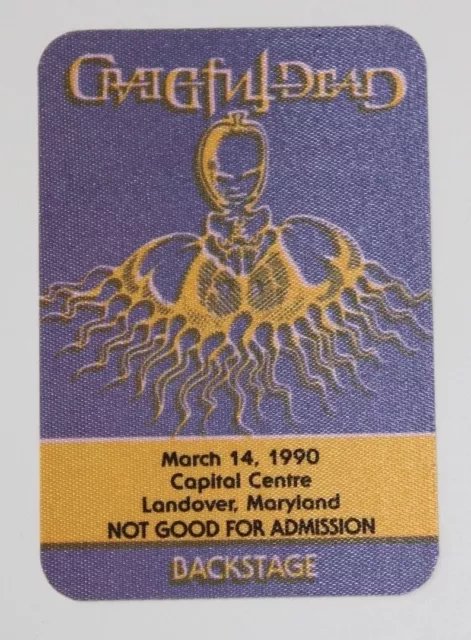 GRATEFUL DEAD
March 14, 1990
Capital Centre
Landover, Maryland
NOT GOOD FOR ADMISSION
BACKSTAGE